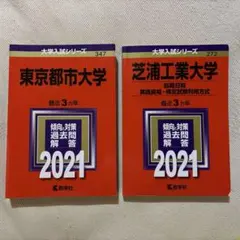 大学入試シリーズ
347
東京都市大学
最近3カ年
傾向と対策
過去問
解答
2021
教学社
大学入試シリーズ
272
芝浦工業大学
前期日程
英語資格・検定試験利用方式
最近3カ年
傾向と対策
過去問
解答
2021
教学社